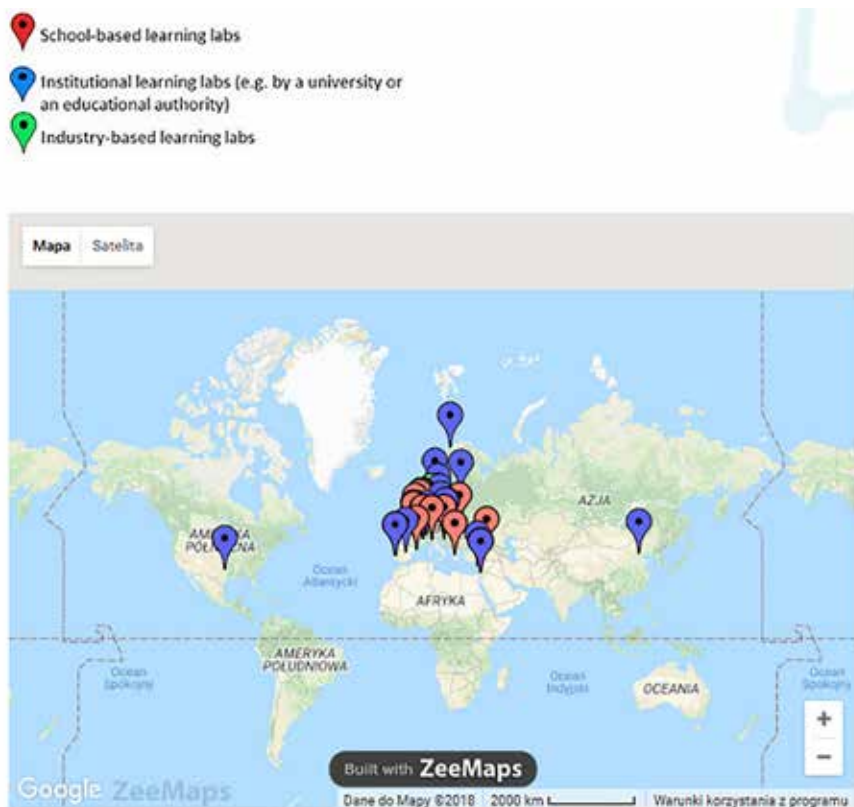 School-based learning labs
Institutional learning labs (e.g. by a university or
an educational authority)
Industry-based learning labs
Mapa Satelita
AZJA
AMERYKA
PÓŁNOCNA
Ocean
Atlantycki
AFRYKA
AMERYKA
POŁUDNIOWA
Ocean
Spokojny
Ocean
Indyjski
OCEANIA
Ocean
Spokojny
+
−
Built with ZeeMaps
Google ZeeMaps
Dane do Mapy ©2018 2000 km Warunki korzystania z programu